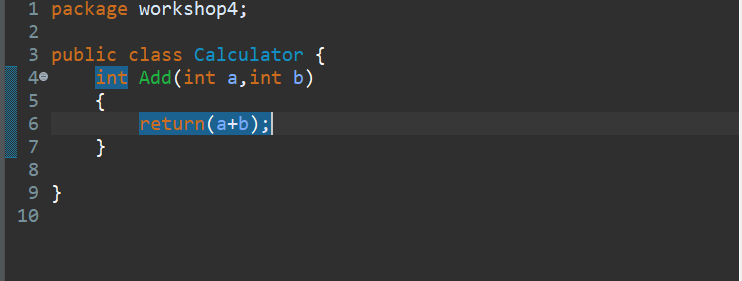 1 package workshop4;
2
3 public class Calculator {
4 int Add(int a,int b)
5 {
6 return(a+b);
7 }
8
9 }
10